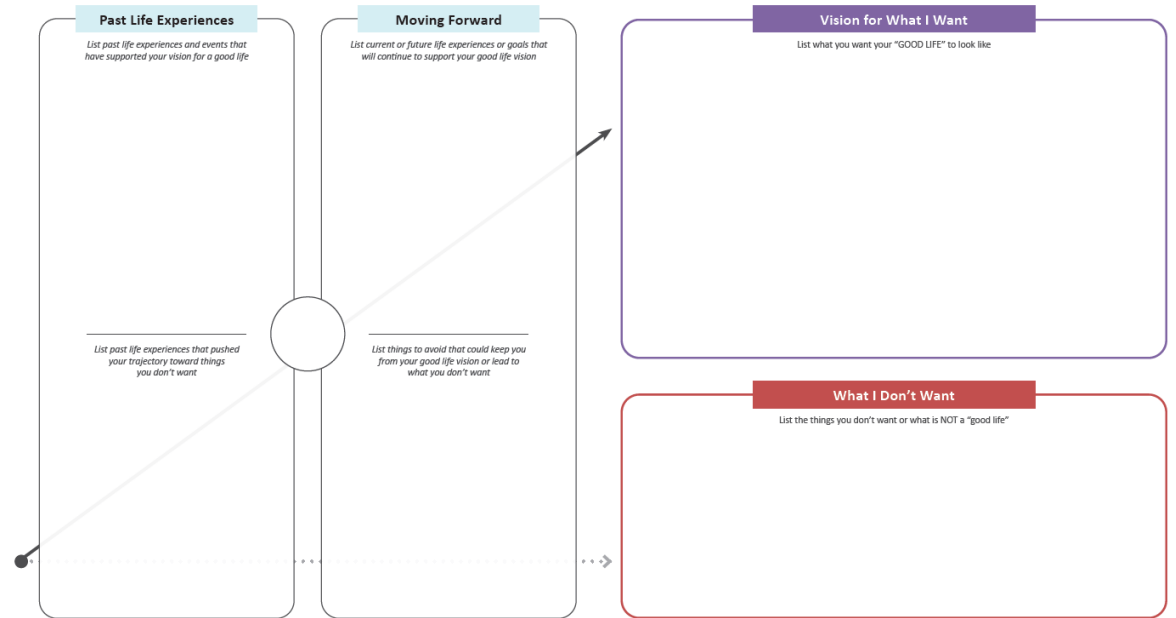 Past Life Experiences
List past life experiences and events that
have supported your vision for a good life
List past life experiences that pushed
your trajectory toward things
you don’t want
Moving Forward
List current or future life experiences or goals that
will continue to support your good life vision
List things to avoid that could keep you
from your good life vision or lead to
what you don’t want
Vision for What I Want
List what you want your “GOOD LIFE” to look like
What I Don’t Want
List the things you don’t want or what is NOT a “good life”